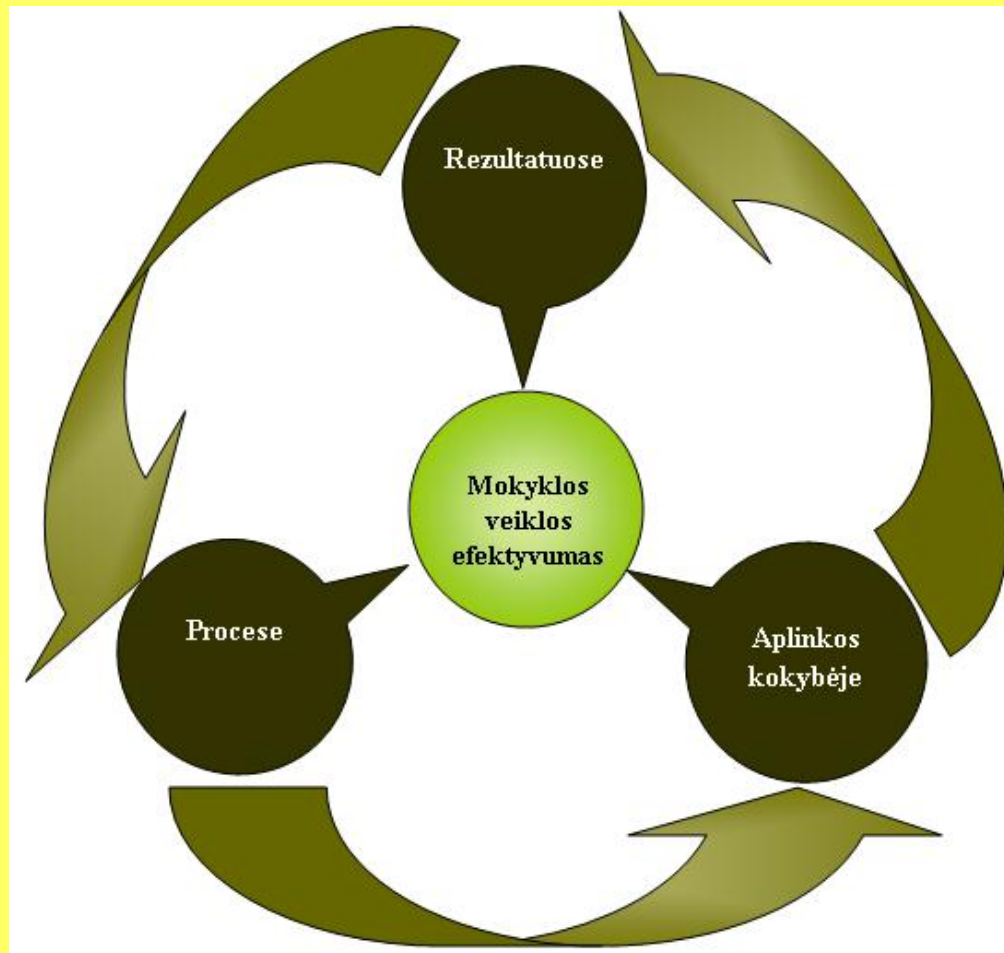 Rezultatuose
Mokyklos
veiklos
efektyvumas
Procese
Aplinkos
kokybėje